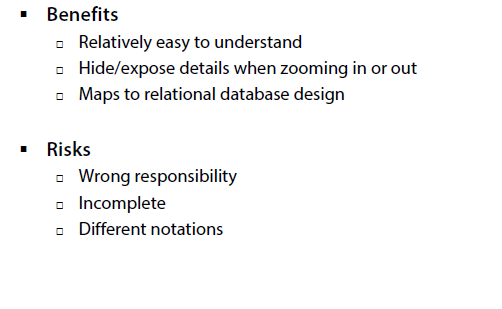 Benefits
Relatively easy to understand
Hide/expose details when zooming in or out
Maps to relational database design
Risks
Wrong responsibility
Incomplete
Different notations